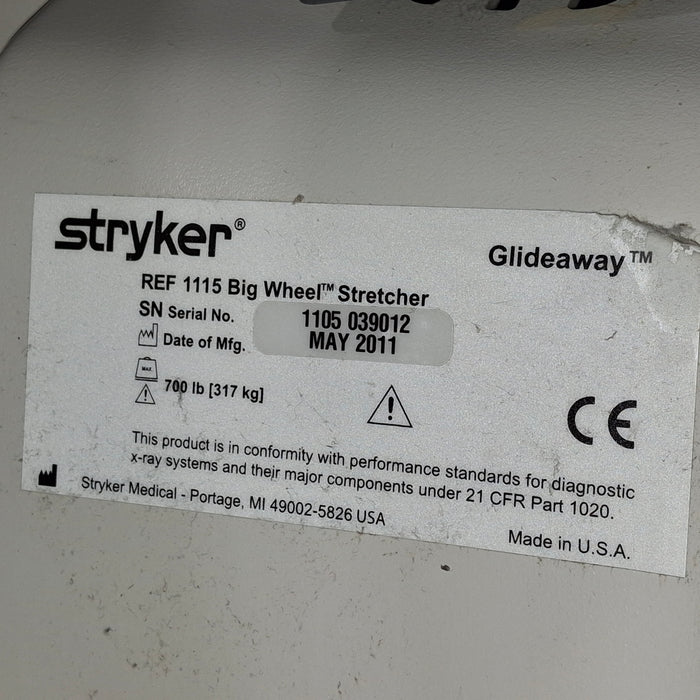 stryker®
Glideaway™
REF 1115 Big Wheel™ Stretcher
SN Serial No. 1105 039012
Date of Mfg. MAY 2011
MAX.
700 lb [317 kg]
CE
This product is in conformity with performance standards for diagnostic
x-ray systems and their major components under 21 CFR Part 1020.
Stryker Medical - Portage, MI 49002-5826 USA
Made in U.S.A.